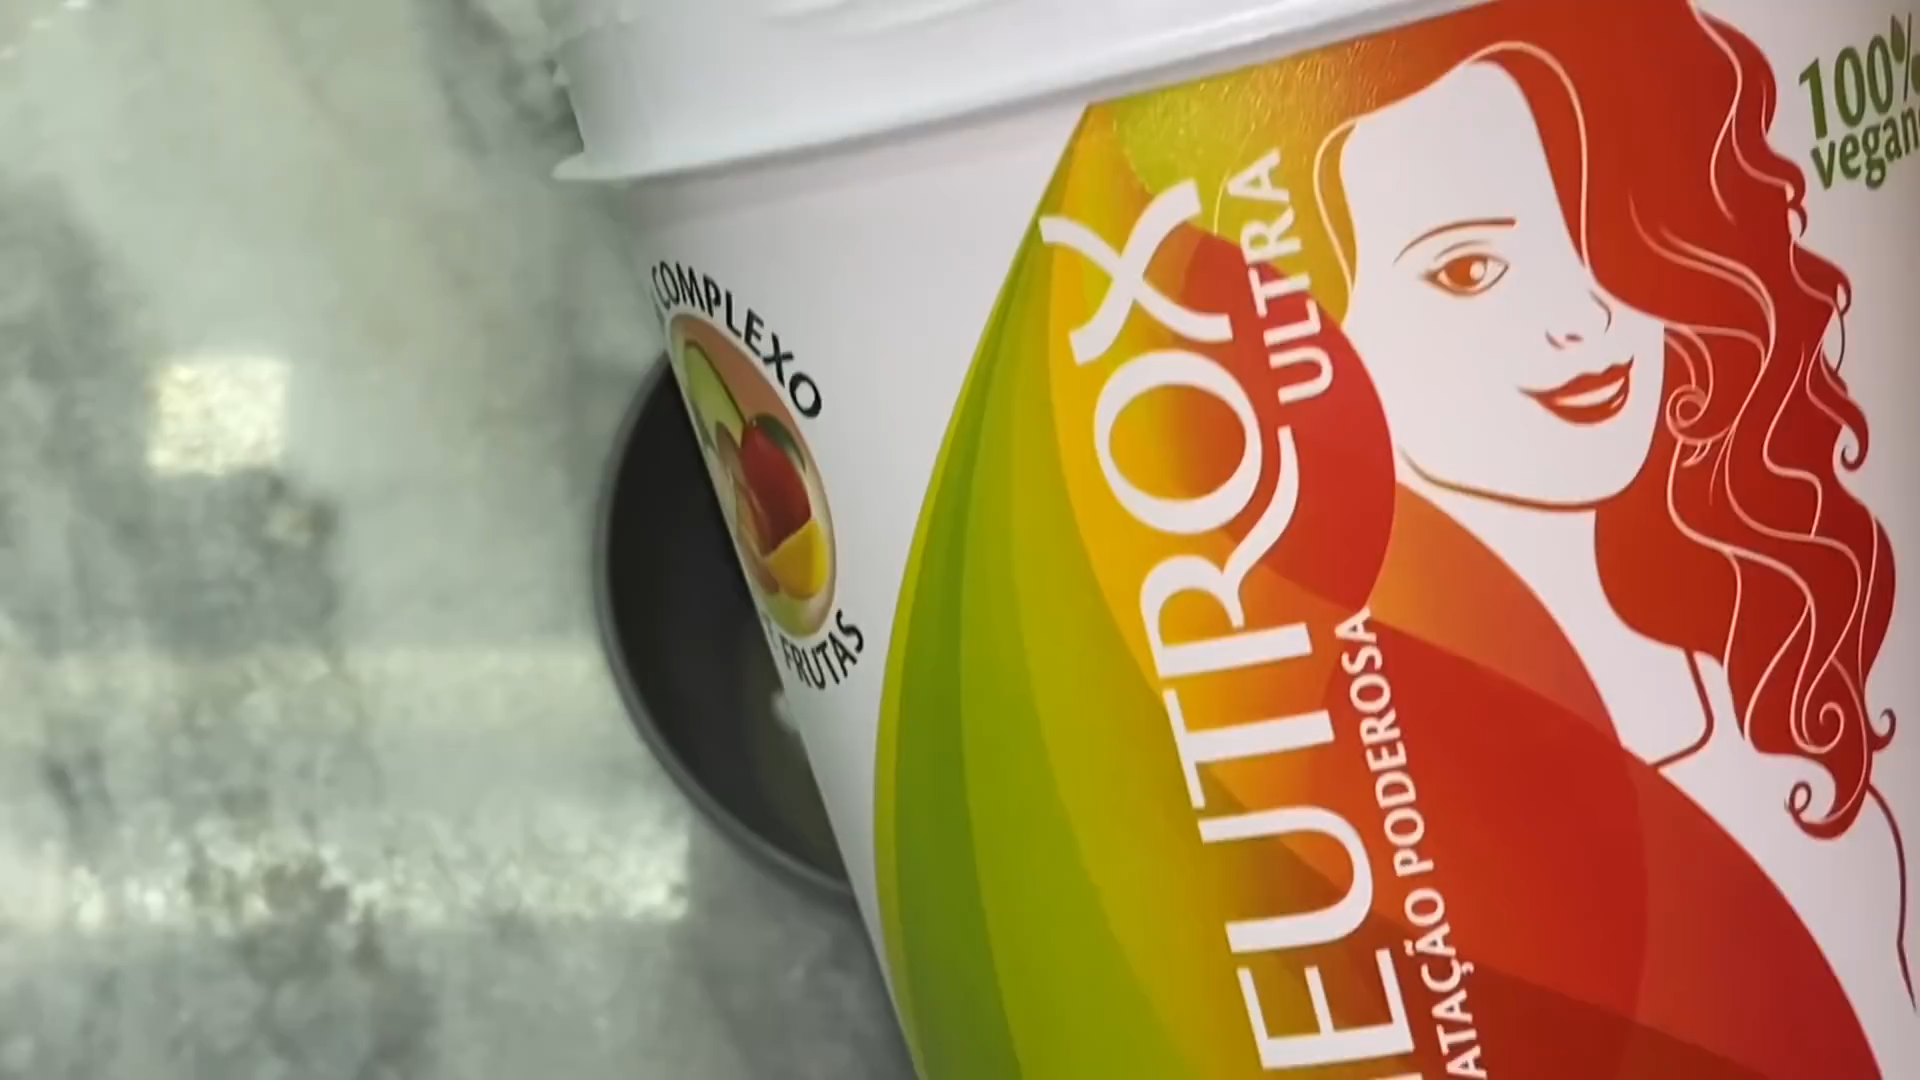 COMPLEXO
FRUTAS
EUTROX
ULTRA
ATAÇÃO PODEROSA
100%
vegan